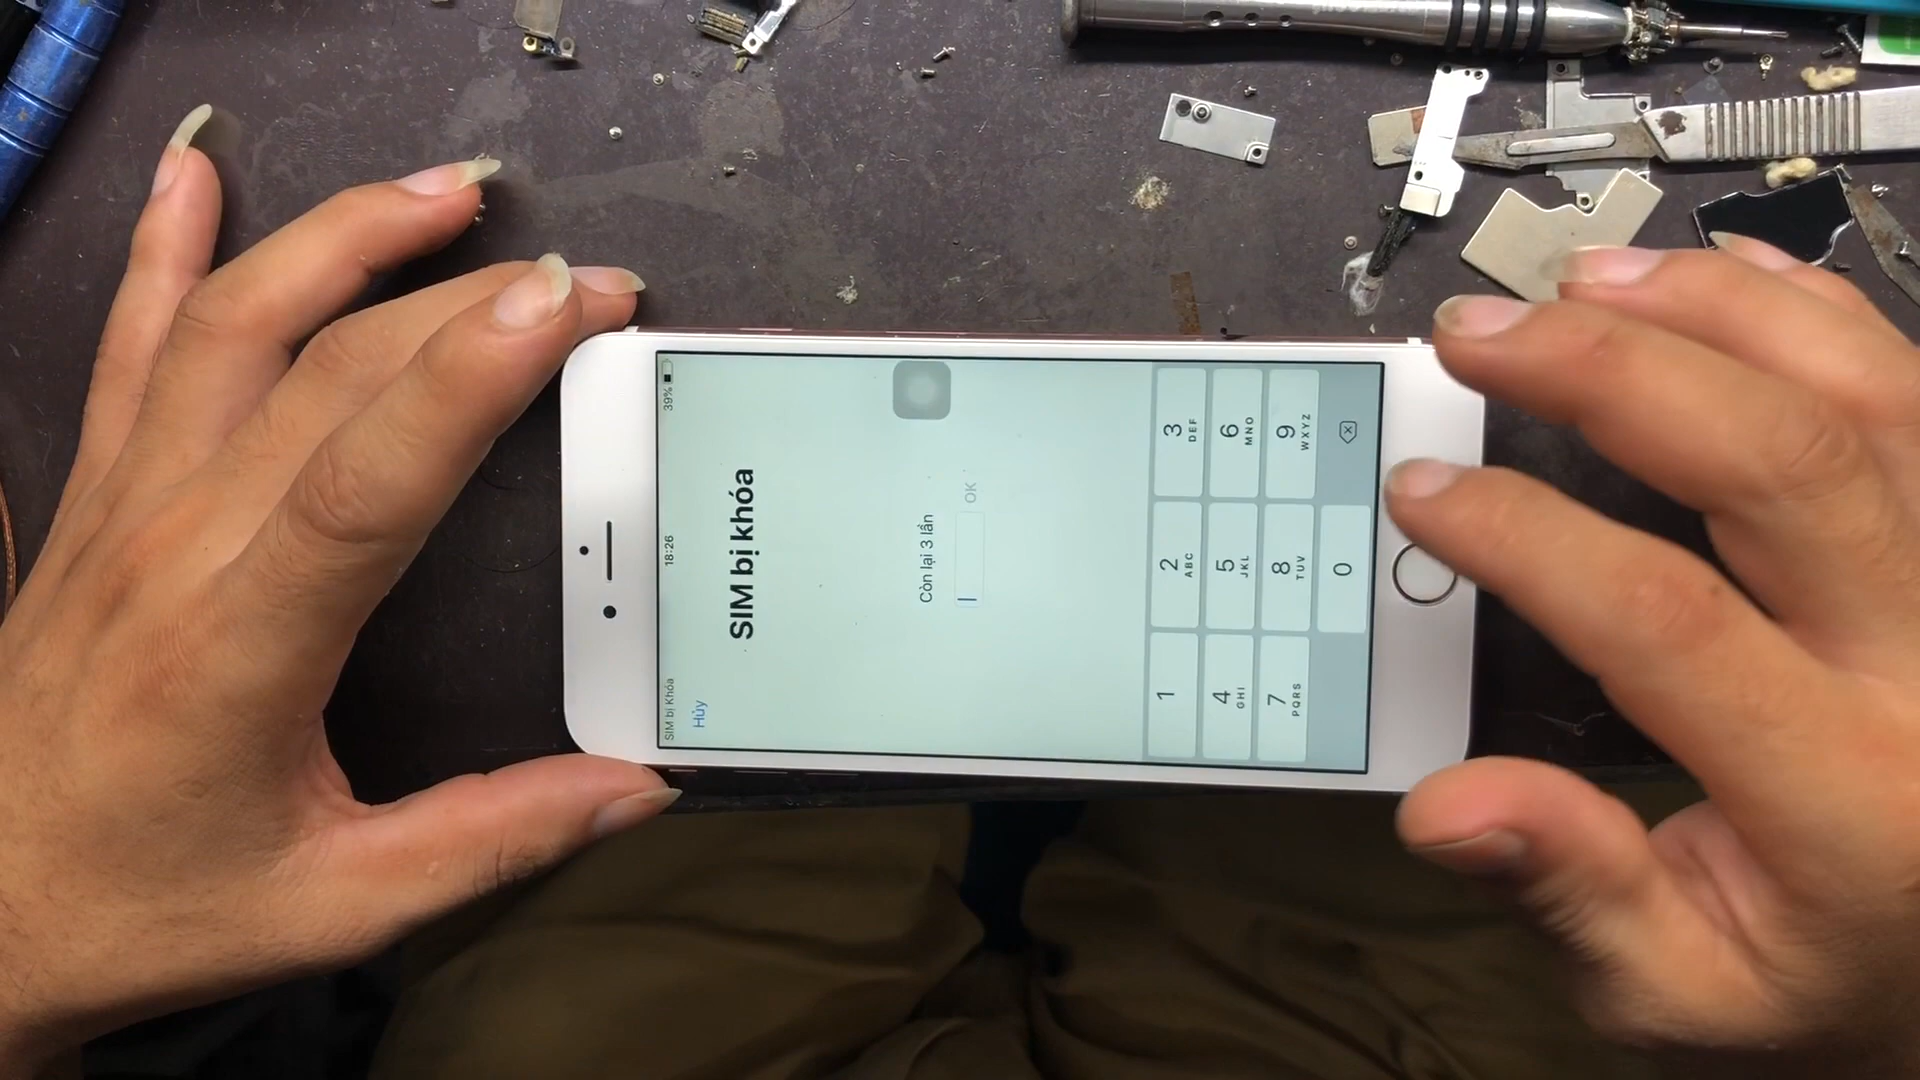 SIM bị Khóa 18:26 39%
Hủy
SIM bị khóa
Còn lại 3 lần
OK
1 2 ABC 3 DEF
4 GHI 5 JKL 6 MNO
7 PQRS 8 TUV 9 WXYZ
0